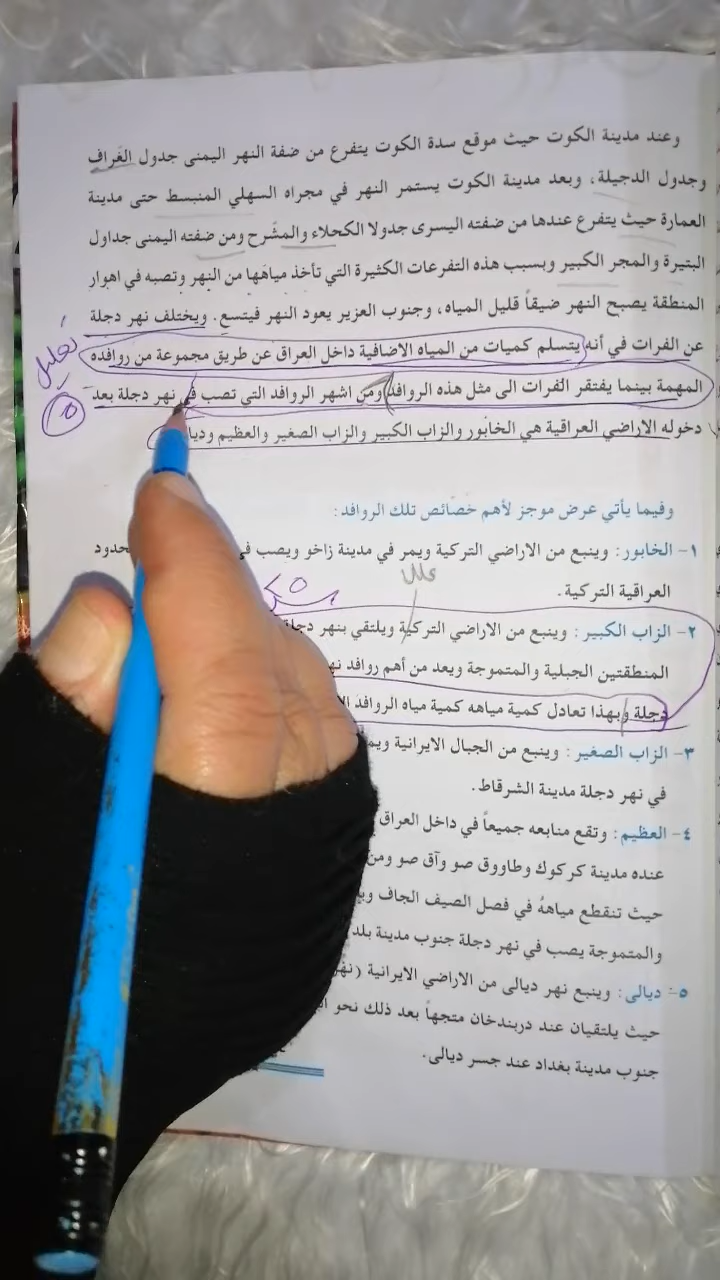 وعند مدينة الكوت حيث موقع سدة الكوت يتفرع من ضفة النهر اليمنى جدول الغراف
وجدول الدجيلة، وبعد مدينة الكوت يستمر النهر في مجراه السهلي المنبسط حتى مدينة
العمارة حيث يتفرع عندها من ضفته اليسرى جدولا الكحلاء والمشرح ومن ضفته اليمنى جداول
البتيرة والمجر الكبير وبسبب هذه التفرعات الكثيرة التي تأخذ مياهها من النهر وتصبه في اهوار
المنطقة يصبح النهر ضيقاً قليل المياه، وجنوب العزير يعود النهر فيتسع. ويختلف نهر دجلة
عن الفرات في أنه يتسلم كميات من المياه الاضافية داخل العراق عن طريق مجموعة من روافده
تعليل
المهمة بينما يفتقر الفرات الى مثل هذه الروافد ومن اشهر الروافد التي تصب في نهر دجلة بعد
دخوله الاراضي العراقية هي الخابور والزاب الكبير والزاب الصغير والعظيم
وفيما يأتي عرض موجز لأهم خصائص تلك الروافد:
١- الخابور: وينبع من الاراضي التركية ويمر في مدينة زاخو ويصب
العراقية التركية.
علل
٢- الزاب الكبير: وينبع من الاراضي التركية ويلتقي بنهر دجلة
المنطقتين الجبلية والمتموجة ويعد من أهم روافد
دجلة وبهذا تعادل كمية مياهه كمية مياه الروافد
٣- الزاب الصغير: وينبع من الجبال الايرانية
في نهر دجلة مدينة الشرقاط.
٤- العظيم: وتقع منابعه جميعاً في داخل العراق
عنده مدينة كركوك وطاووق صو وآق صو
حيث تنقطع مياههُ في فصل الصيف الجاف
والمتموجة يصب في نهر دجلة جنوب مدينة بلد
٥- ديالى: وينبع نهر ديالى من الاراضي الايرانية (نهر
حيث يلتقيان عند دربندخان متجهاً بعد ذلك نحو
جنوب مدينة بغداد عند جسر ديالى.